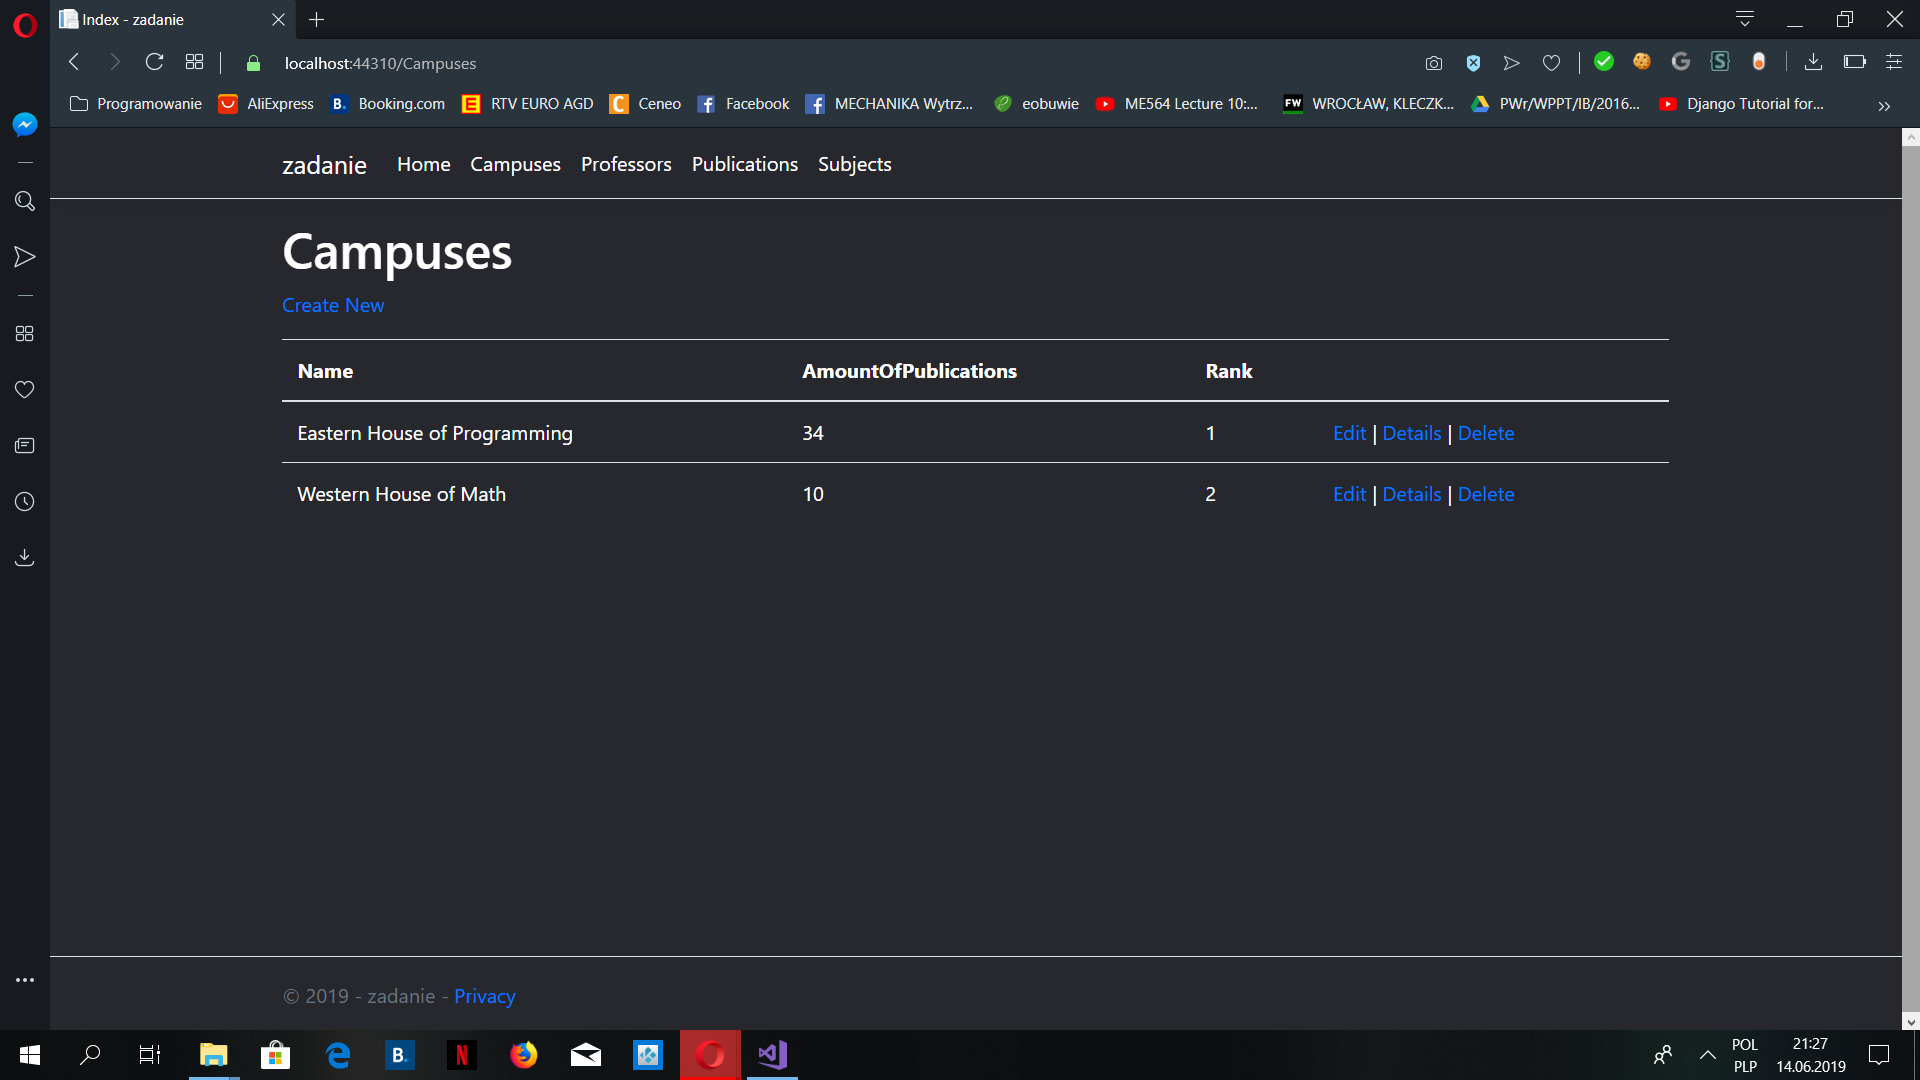 Index - zadanie
localhost:44310/Campuses
Programowanie AliExpress Booking.com RTV EURO AGD Ceneo Facebook MECHANIKA Wytrz... eobuwie ME564 Lecture 10:... WROCŁAW, KLECZK... PWr/WPPT/IB/2016... Django Tutorial for...
zadanie Home Campuses Professors Publications Subjects
Campuses
Create New
Name AmountOfPublications Rank
Eastern House of Programming 34 1 Edit | Details | Delete
Western House of Math 10 2 Edit | Details | Delete
© 2019 - zadanie - Privacy
POL 21:27
PLP 14.06.2019